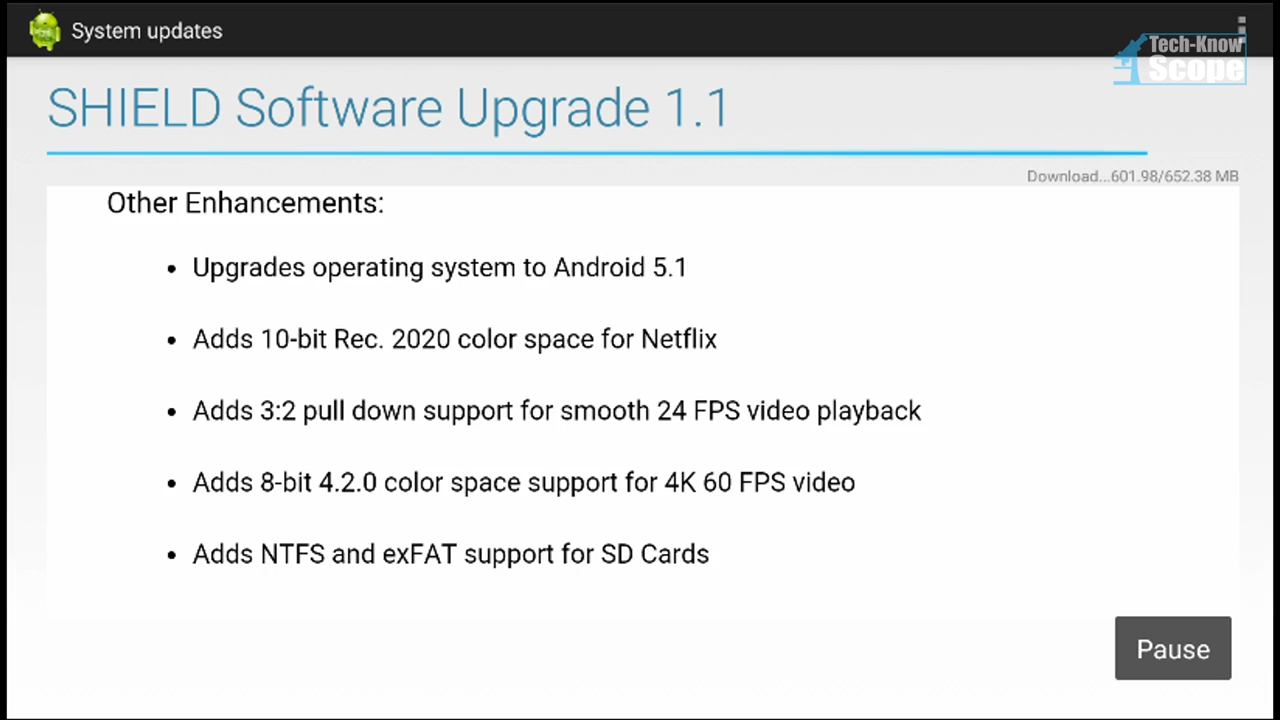 System updates
Tech-Know
Scope
SHIELD Software Upgrade 1.1
Download...601.98/652.38 MB
Other Enhancements:
• Upgrades operating system to Android 5.1
• Adds 10-bit Rec. 2020 color space for Netflix
• Adds 3:2 pull down support for smooth 24 FPS video playback
• Adds 8-bit 4.2.0 color space support for 4K 60 FPS video
• Adds NTFS and exFAT support for SD Cards
Pause